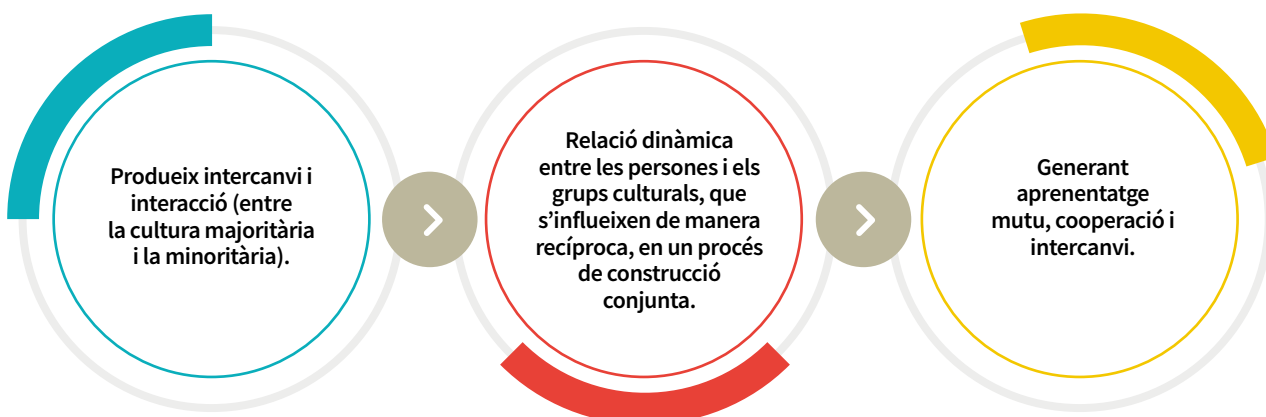 Produeix intercanvi i
interacció (entre
la cultura majoritària
i la minoritària).
Relació dinàmica
entre les persones i els
grups culturals, que
s’influeixen de manera
recíproca, en un procés
de construcció
conjunta.
Generant
aprenentatge
mutu, cooperació i
intercanvi.